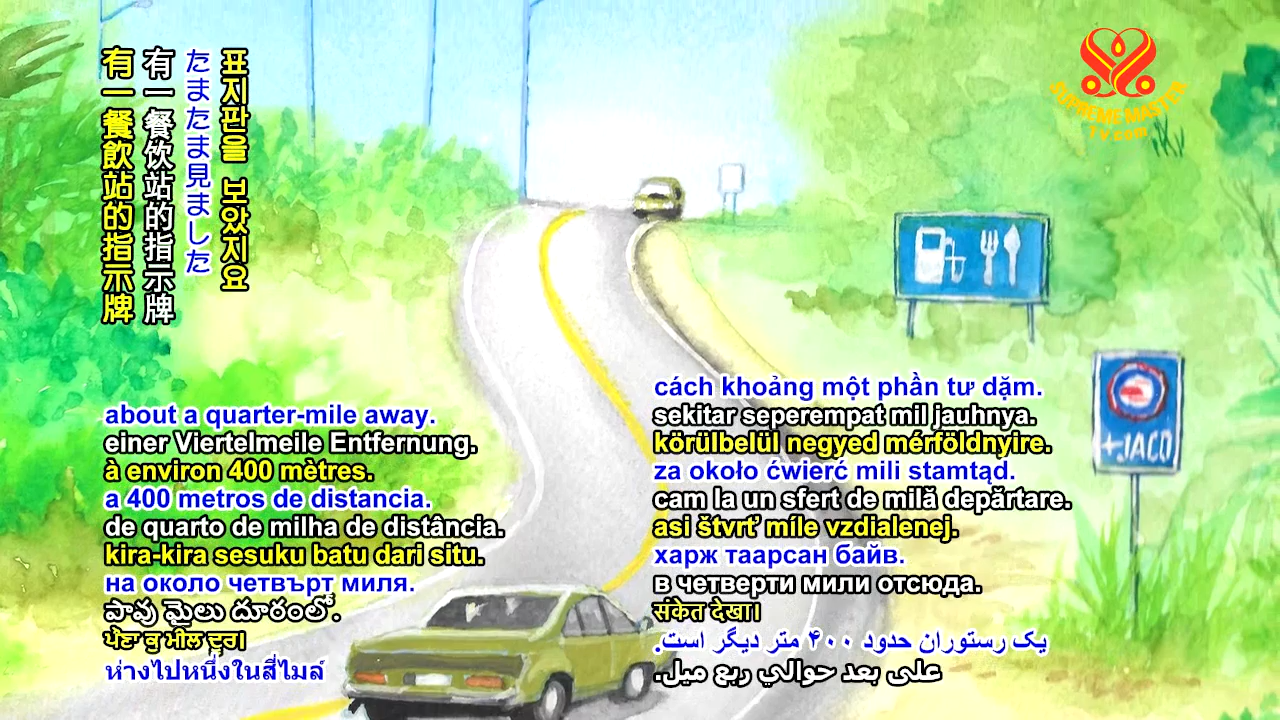 有一餐飲站的指示牌
有一餐饮站的指示牌
たまたま見ました
표지판을 보았지요
SUPREME MASTER
TV.com
+JACO
about a quarter-mile away.
einer Viertelmeile Entfernung.
à environ 400 mètres.
a 400 metros de distancia.
de quarto de milha de distância.
kira-kira sesuku batu dari situ.
на около четвърт миля.
పావు మైలు దూరంలో.
ਪੌਣਾ ਕੁ ਮੀਲ ਦੂਰ।
ห่างไปหนึ่งในสี่ไมล์
cách khoảng một phần tư dặm.
sekitar seperempat mil jauhnya.
körülbelül negyed mérföldnyire.
za około ćwierć mili stamtąd.
cam la un sfert de milă depărtare.
asi štvrť míle vzdialenej.
харж таарсан байв.
в четверти мили отсюда.
संकेत देखा।
یک رستوران حدود ۴۰۰ متر دیگر است.
على بعد حوالي ربع ميل.